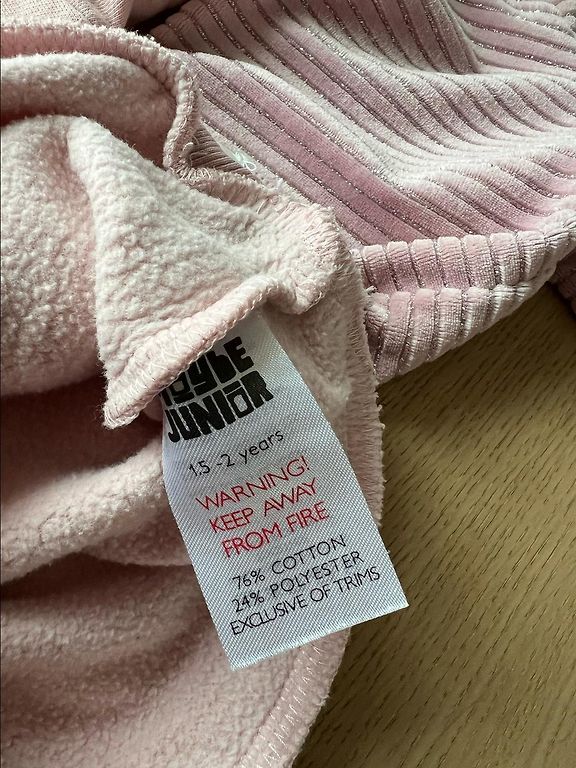 JUNIOR
1.5 - 2 years
WARNING!
KEEP AWAY
FROM FIRE
76% COTTON
24% POLYESTER
EXCLUSIVE OF TRIMS